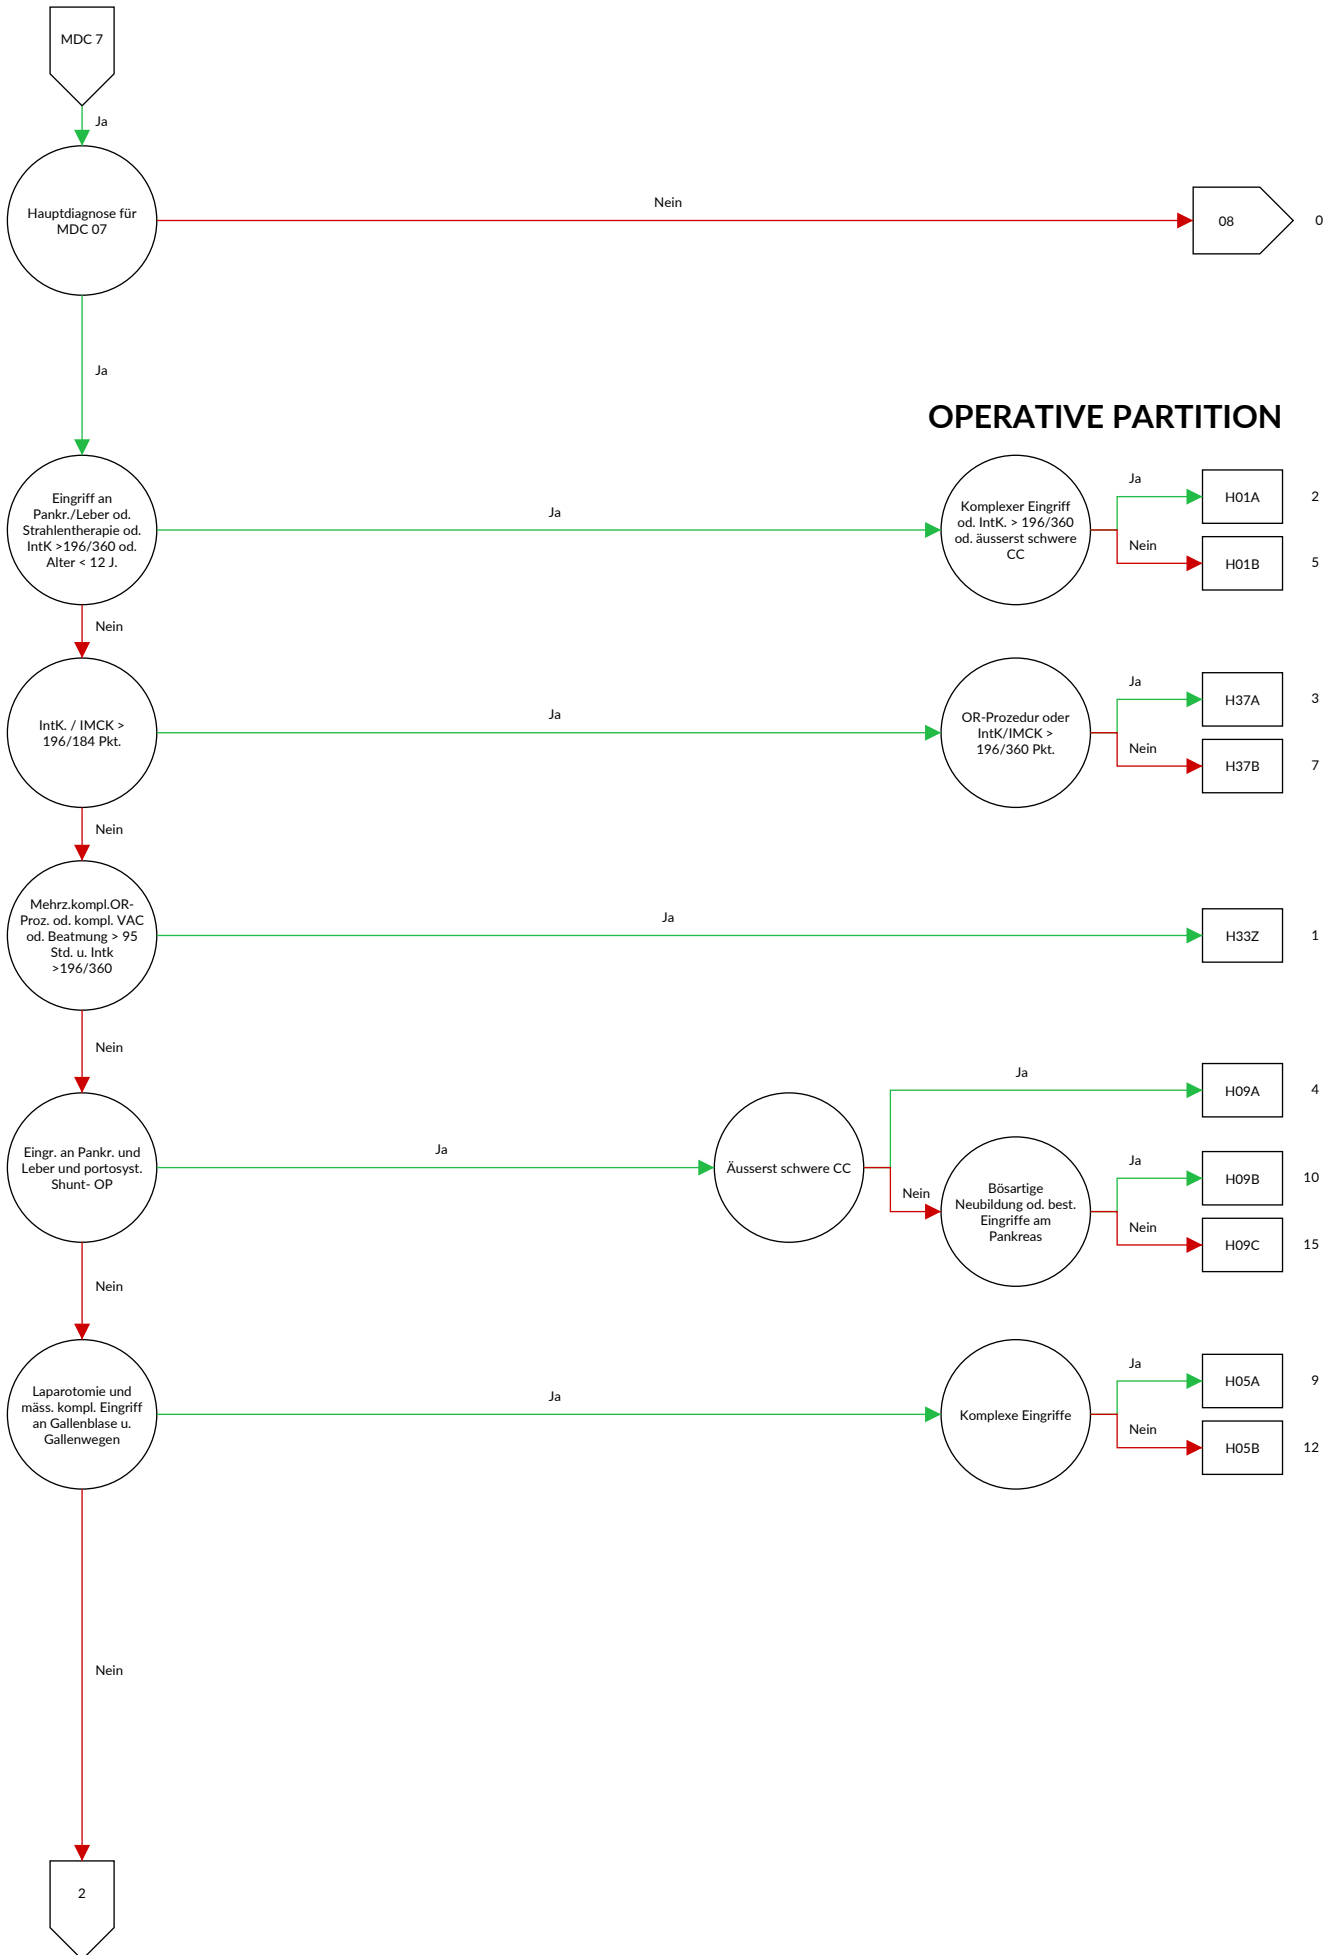 MDC 7
Ja
Hauptdiagnose für
MDC 07
Nein
08
0
Ja
OPERATIVE PARTITION
Eingriff an
Pankr./Leber od.
Strahlentherapie od.
IntK >196/360 od.
Alter < 12 J.
Ja
Komplexer Eingriff
od. IntK. > 196/360
od. äusserst schwere
CC
Ja
H01A
2
Nein
H01B
5
Nein
IntK. / IMCK >
196/184 Pkt.
Ja
OR-Prozedur oder
IntK/IMCK >
196/360 Pkt.
Ja
H37A
3
Nein
H37B
7
Nein
Mehrz.kompl.OR-
Proz. od. kompl. VAC
od. Beatmung > 95
Std. u. Intk
>196/360
Ja
H33Z
1
Nein
Eingr. an Pankr. und
Leber und portosyst.
Shunt- OP
Ja
Äusserst schwere CC
Ja
H09A
4
Nein
Bösartige
Neubildung od. best.
Eingriffe am
Pankreas
Ja
H09B
10
Nein
H09C
15
Nein
Laparotomie und
mäss. kompl. Eingriff
an Gallenblase u.
Gallenwegen
Ja
Komplexe Eingriffe
Ja
H05A
9
Nein
H05B
12
Nein
2